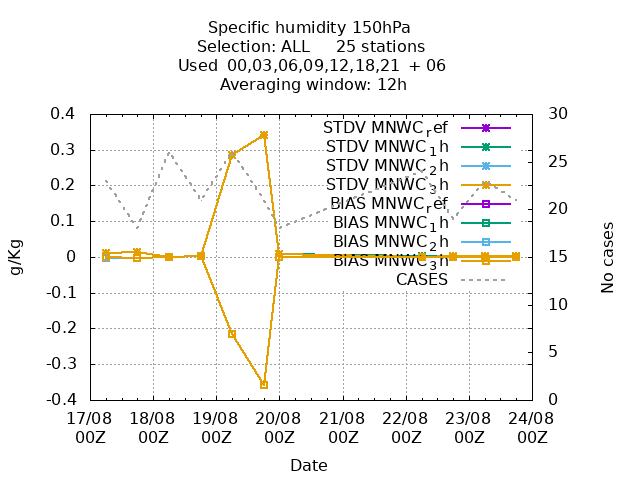 Specific humidity 150hPa
Selection: ALL 25 stations
Used 00,03,06,09,12,18,21 + 06
Averaging window: 12h
0.4
0.3
0.2
0.1
0
-0.1
-0.2
-0.3
-0.4
g/Kg
30
25
20
15
10
5
0
No cases
STDV MNWC_ref
STDV MNWC_1h
STDV MNWC_2h
STDV MNWC_3h
BIAS MNWC_ref
BIAS MNWC_1h
BIAS MNWC_2h
BIAS MNWC_3h
CASES
17/08 18/08 19/08 20/08 21/08 22/08 23/08 24/08
00Z 00Z 00Z 00Z 00Z 00Z 00Z 00Z
Date